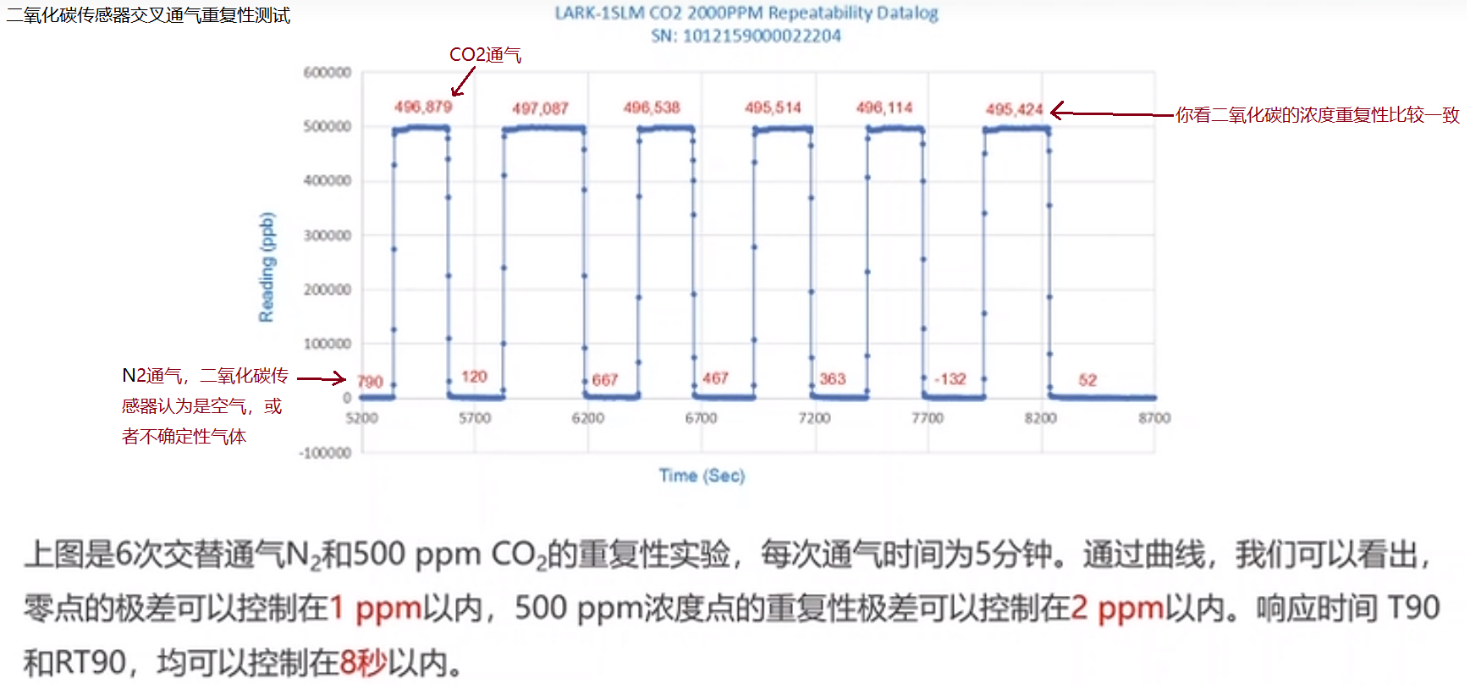 二氧化碳传感器交叉通气重复性测试
LARK-1SLM CO2 2000PPM Repeatability Datalog
SN: 1012159000022204
CO2通气
600000
496,879 497,087 496,538 495,514 496,114 495,424
你看二氧化碳的浓度重复性比较一致
500000
400000
300000
200000
100000
0
-100000
Reading (ppb)
N2通气，二氧化碳传
感器认为是空气，或
者不确定性气体
790 120 667 467 363 -132 52
5200 5700 6200 6700 7200 7700 8200 8700
Time (Sec)
上图是6次交替通气N₂和500 ppm CO₂的重复性实验，每次通气时间为5分钟。通过曲线，我们可以看出，
零点的极差可以控制在1 ppm以内，500 ppm浓度点的重复性极差可以控制在2 ppm以内。响应时间 T90
和RT90，均可以控制在8秒以内。